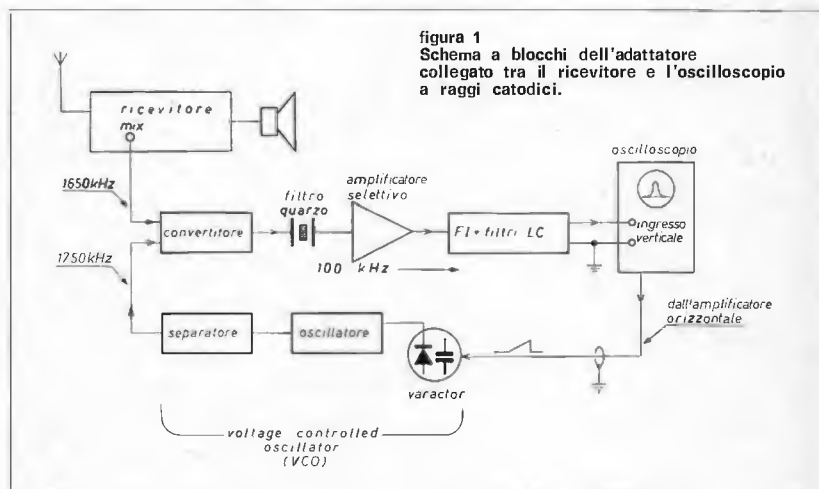 figura 1
Schema a blocchi dell'adattatore
collegato tra il ricevitore e l'oscilloscopio
a raggi catodici.
ricevitore
mix
oscilloscopio
1650kHz
filtro
quarzo
amplificatore
selettivo
convertitore
FI + filtri LC
ingresso
verticale
100 kHz
1750kHz
dall'amplificatore
orizzontale
separatore
oscillatore
varactor
voltage controlled
oscillator
(VCO)